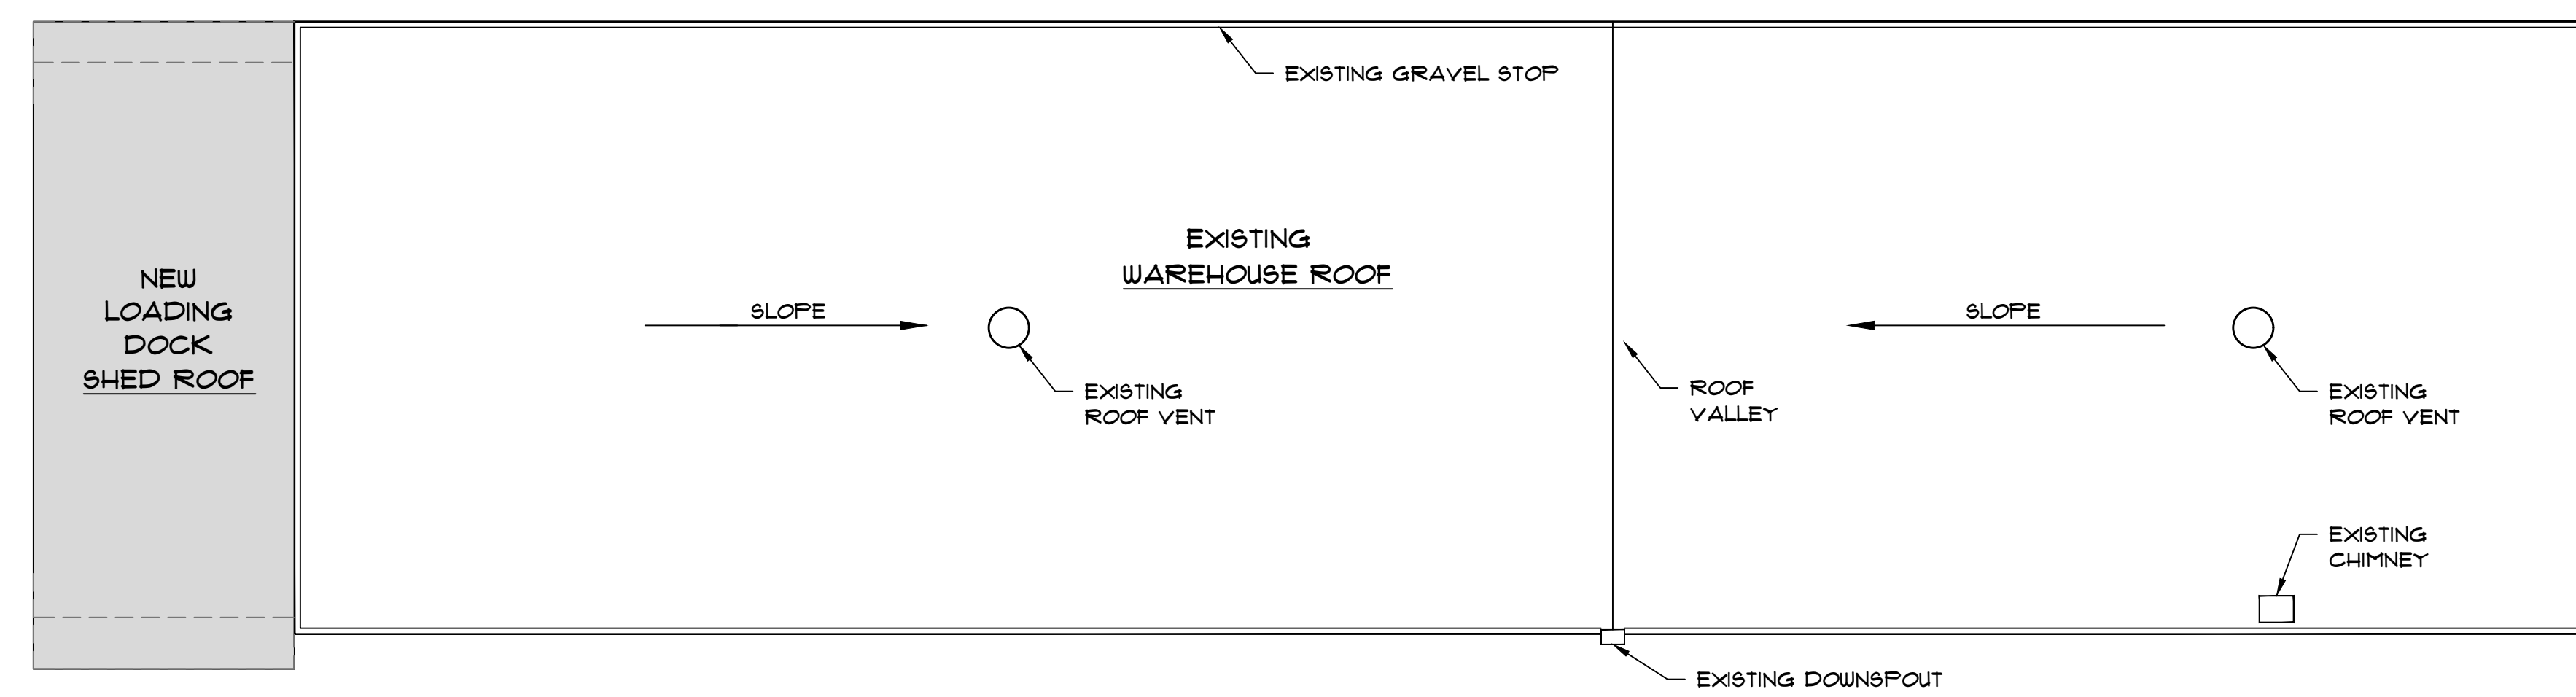 EXISTING GRAVEL STOP
NEW
LOADING
DOCK
SHED ROOF
EXISTING
WAREHOUSE ROOF
SLOPE
EXISTING
ROOF VENT
ROOF
VALLEY
SLOPE
EXISTING
ROOF VENT
EXISTING
CHIMNEY
EXISTING DOWNSPOUT